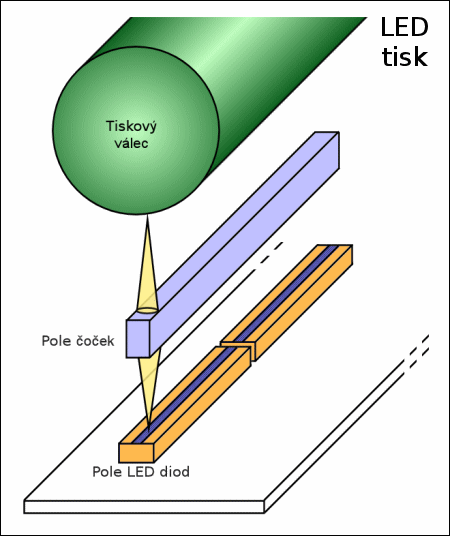 LED
tisk
Tiskový
válec
Pole čoček
Pole LED diod